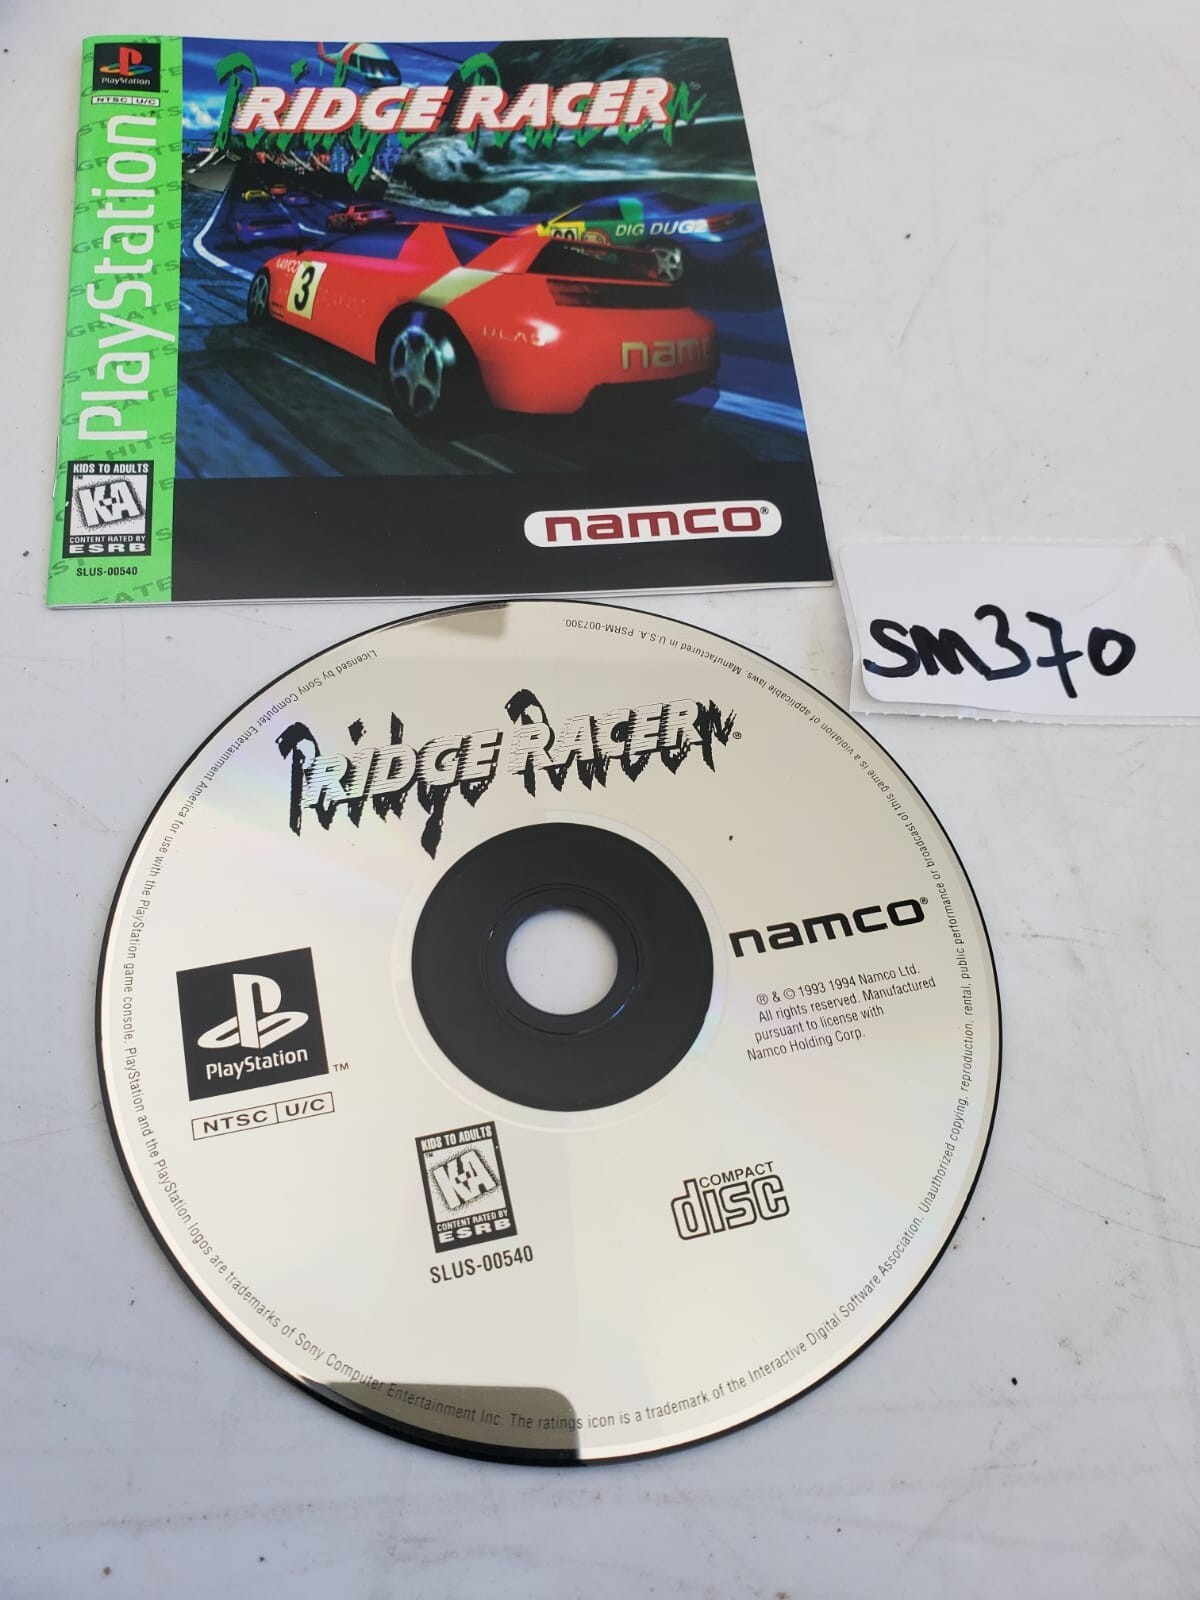 PlayStation
NTSC U/C
PlayStation
GREATEST HITS
RIDGE RACER®
Ridge Racer
DIG DUG2
3
namco
KIDS TO ADULTS
K-A
CONTENT RATED BY
ESRB
SLUS-00540
namco®
SM370
RIDGE RACER®
Ridge Racer
PlayStation™
NTSC U/C
namco®
® & © 1993 1994 Namco Ltd.
All rights reserved. Manufactured
pursuant to license with
Namco Holding Corp.
KIDS TO ADULTS
K-A
CONTENT RATED BY
ESRB
SLUS-00540
COMPACT
disc
Licensed by Sony Computer Entertainment America for use with the PlayStation game console. PlayStation and the PlayStation logos are trademarks of Sony Computer Entertainment Inc. The ratings icon is a trademark of the Interactive Digital Software Association. Unauthorized copying, reproduction, rental, public performance or broadcast of this game is a violation of applicable laws. Manufactured in U.S.A. PSRM-007300.